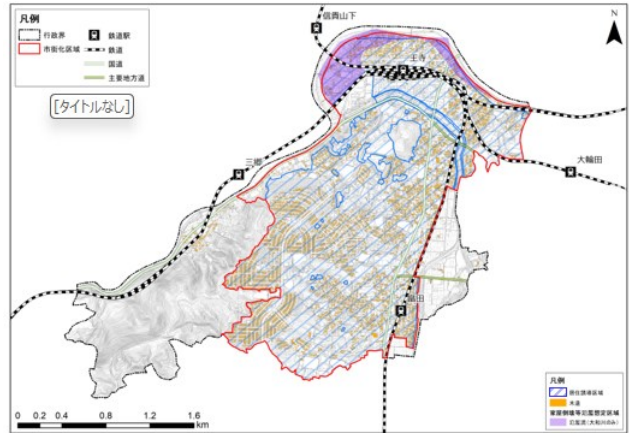 凡例
行政界
鉄道駅
市街化区域
鉄道
国道
主要地方道
[タイトルなし]
信貴山下
N
王寺
三郷
大輪田
畠田
凡例
居住誘導区域
木造
家屋倒壊等氾濫想定区域
氾濫流(大和川のみ)
0 0.2 0.4 0.8 1.2 1.6
km